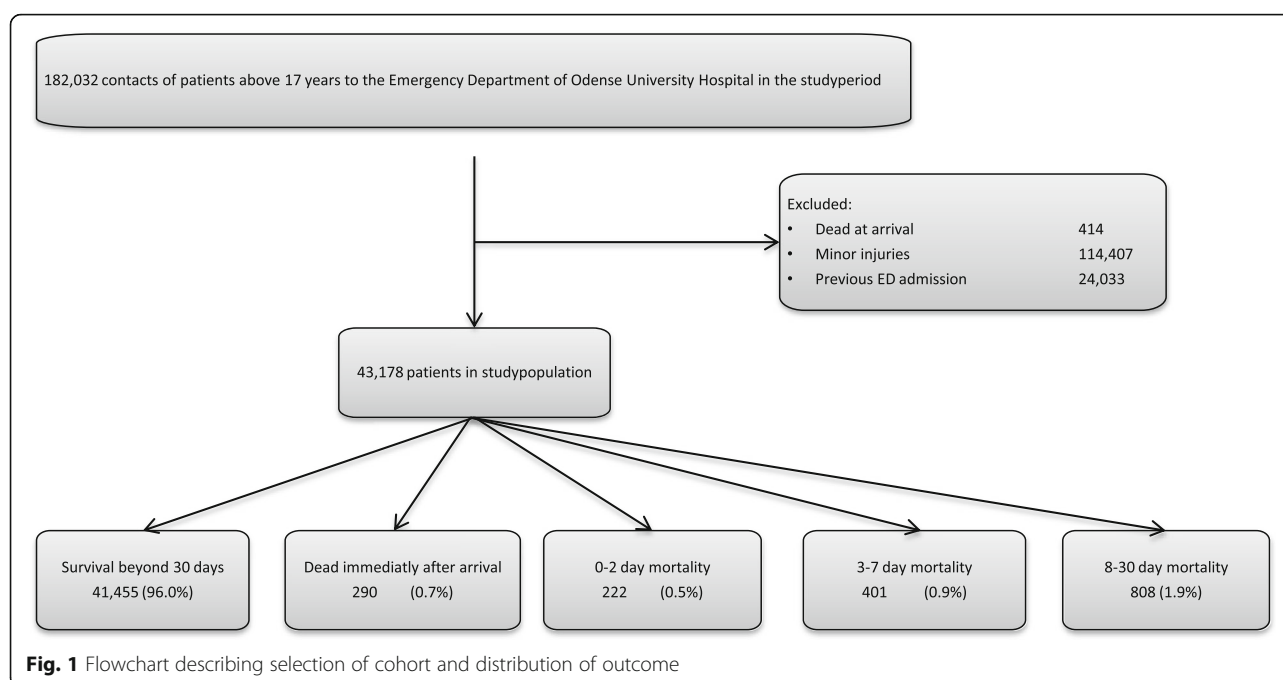 182,032 contacts of patients above 17 years to the Emergency Department of Odense University Hospital in the studyperiod
Excluded:
• Dead at arrival 414
• Minor injuries 114,407
• Previous ED admission 24,033
43,178 patients in studypopulation
Survival beyond 30 days
41,455 (96.0%)
Dead immediatly after arrival
290 (0.7%)
0-2 day mortality
222 (0.5%)
3-7 day mortality
401 (0.9%)
8-30 day mortality
808 (1.9%)
Fig. 1 Flowchart describing selection of cohort and distribution of outcome